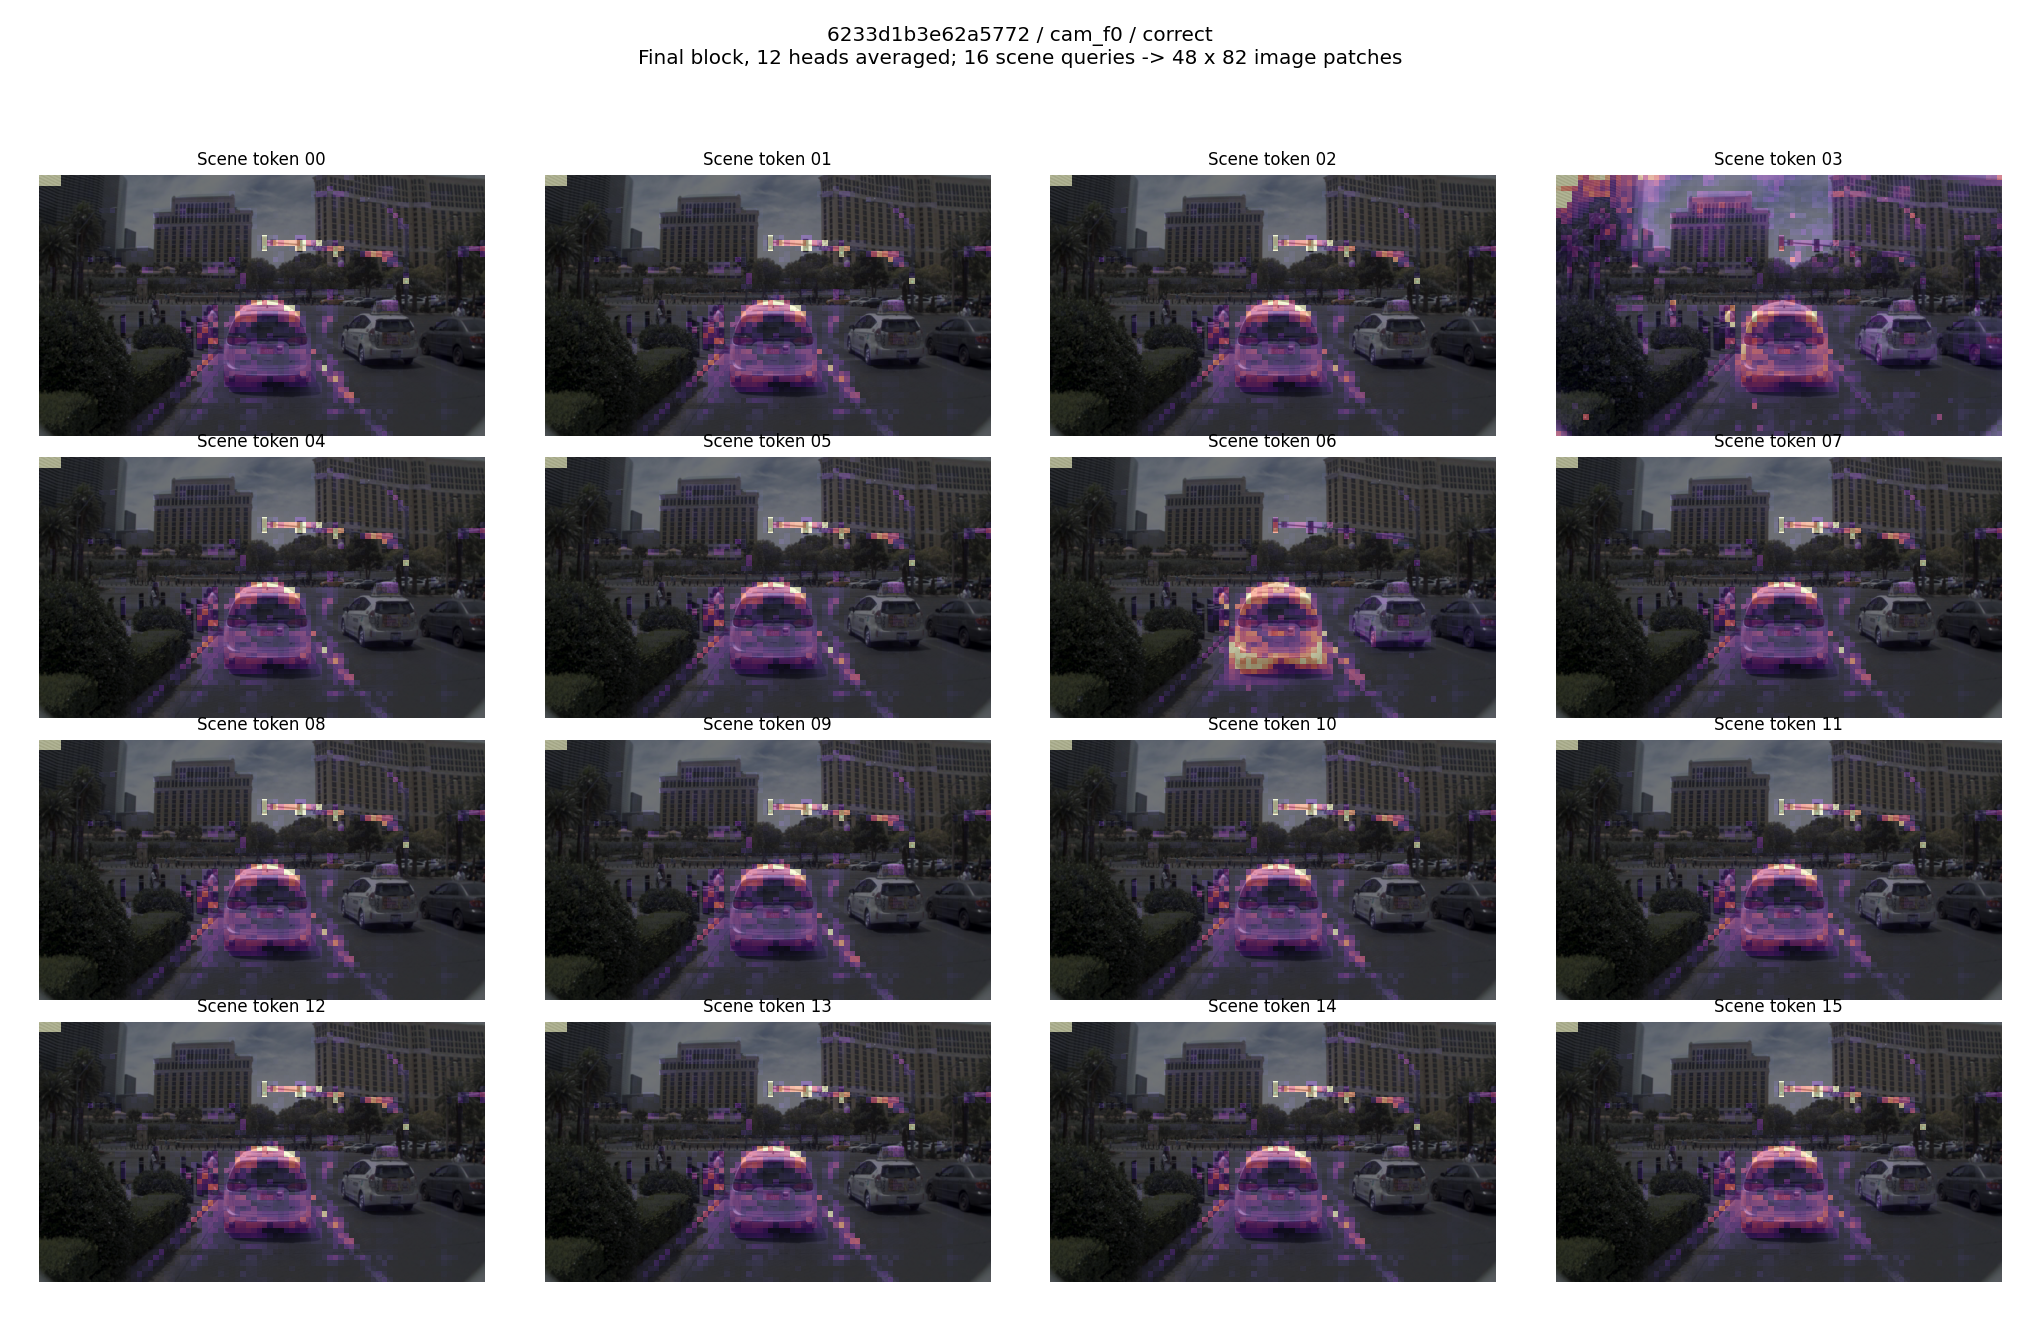 6233d1b3e62a5772 / cam_f0 / correct
Final block, 12 heads averaged; 16 scene queries -> 48 x 82 image patches
Scene token 00
Scene token 01
Scene token 02
Scene token 03
Scene token 04
Scene token 05
Scene token 06
Scene token 07
Scene token 08
Scene token 09
Scene token 10
Scene token 11
Scene token 12
Scene token 13
Scene token 14
Scene token 15